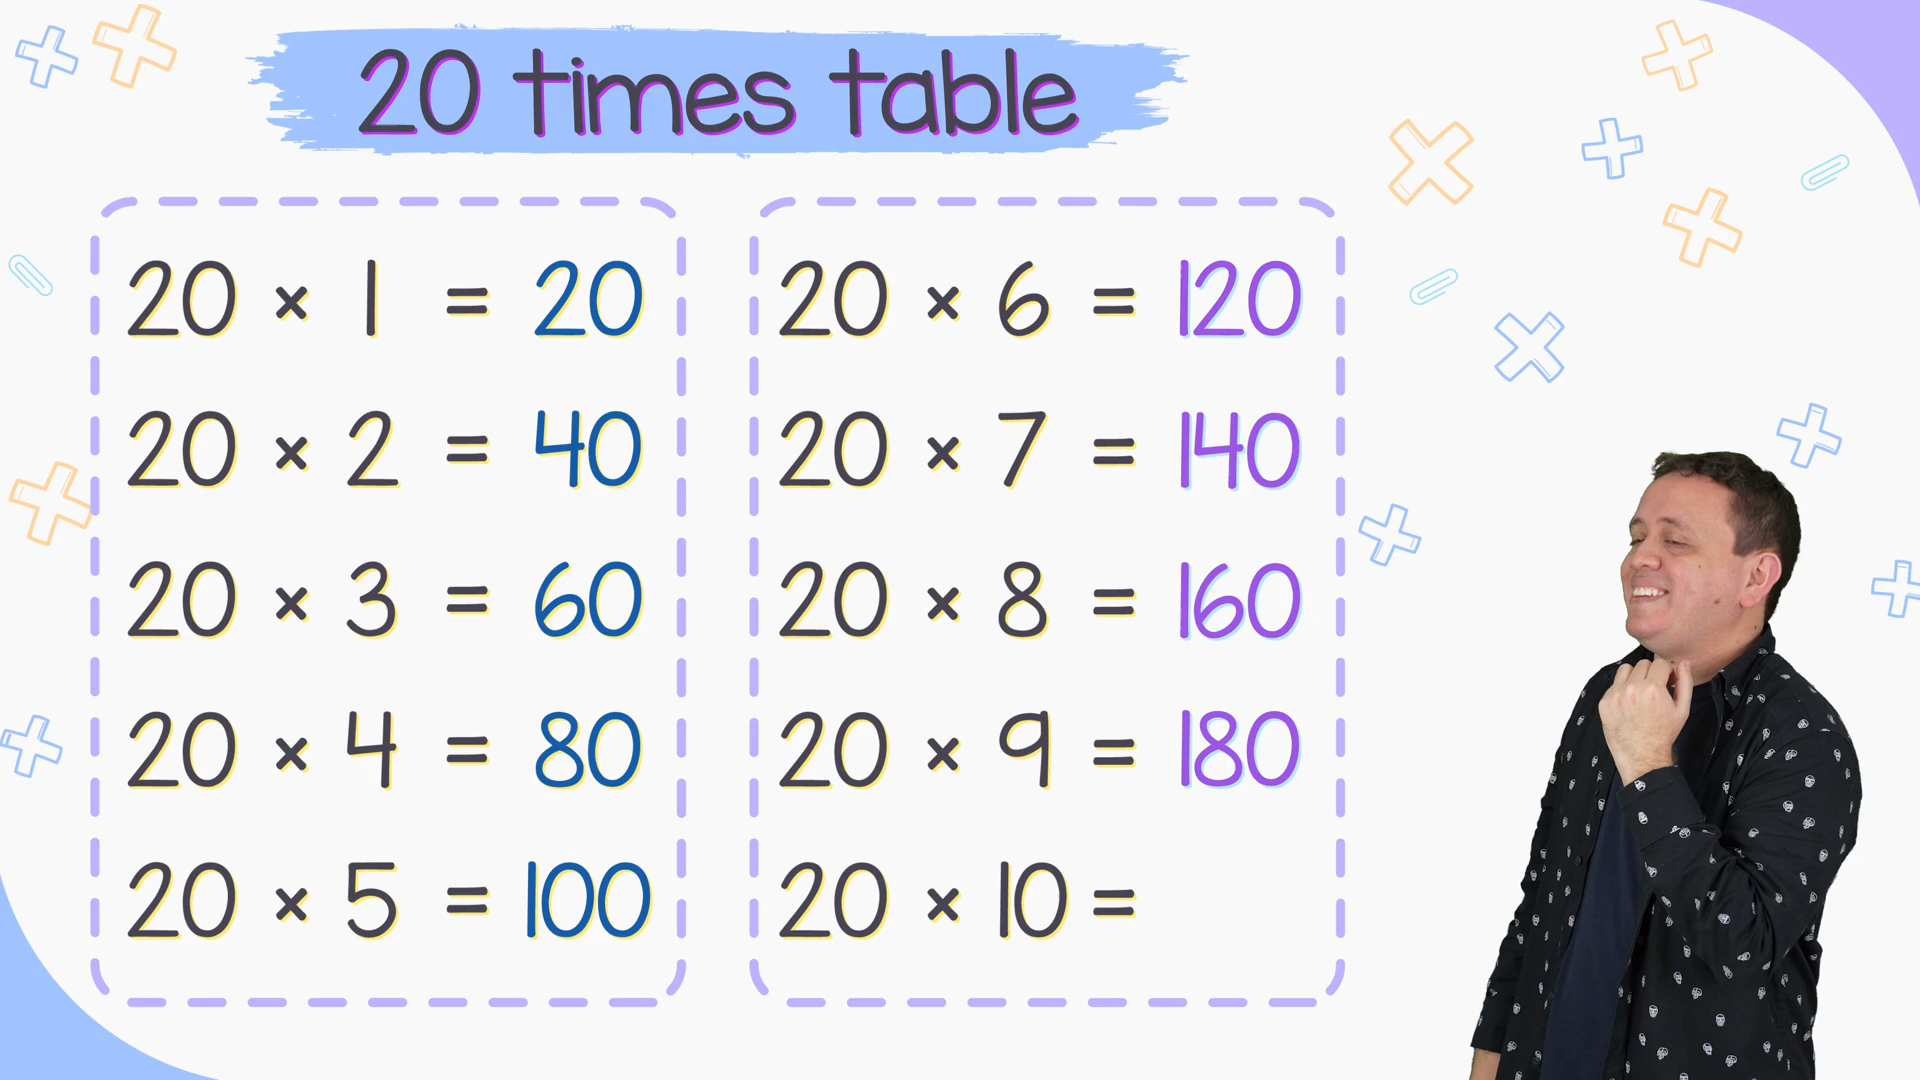 20 times table
20 × 1 = 20
20 × 2 = 40
20 × 3 = 60
20 × 4 = 80
20 × 5 = 100
20 × 6 = 120
20 × 7 = 140
20 × 8 = 160
20 × 9 = 180
20 × 10 =